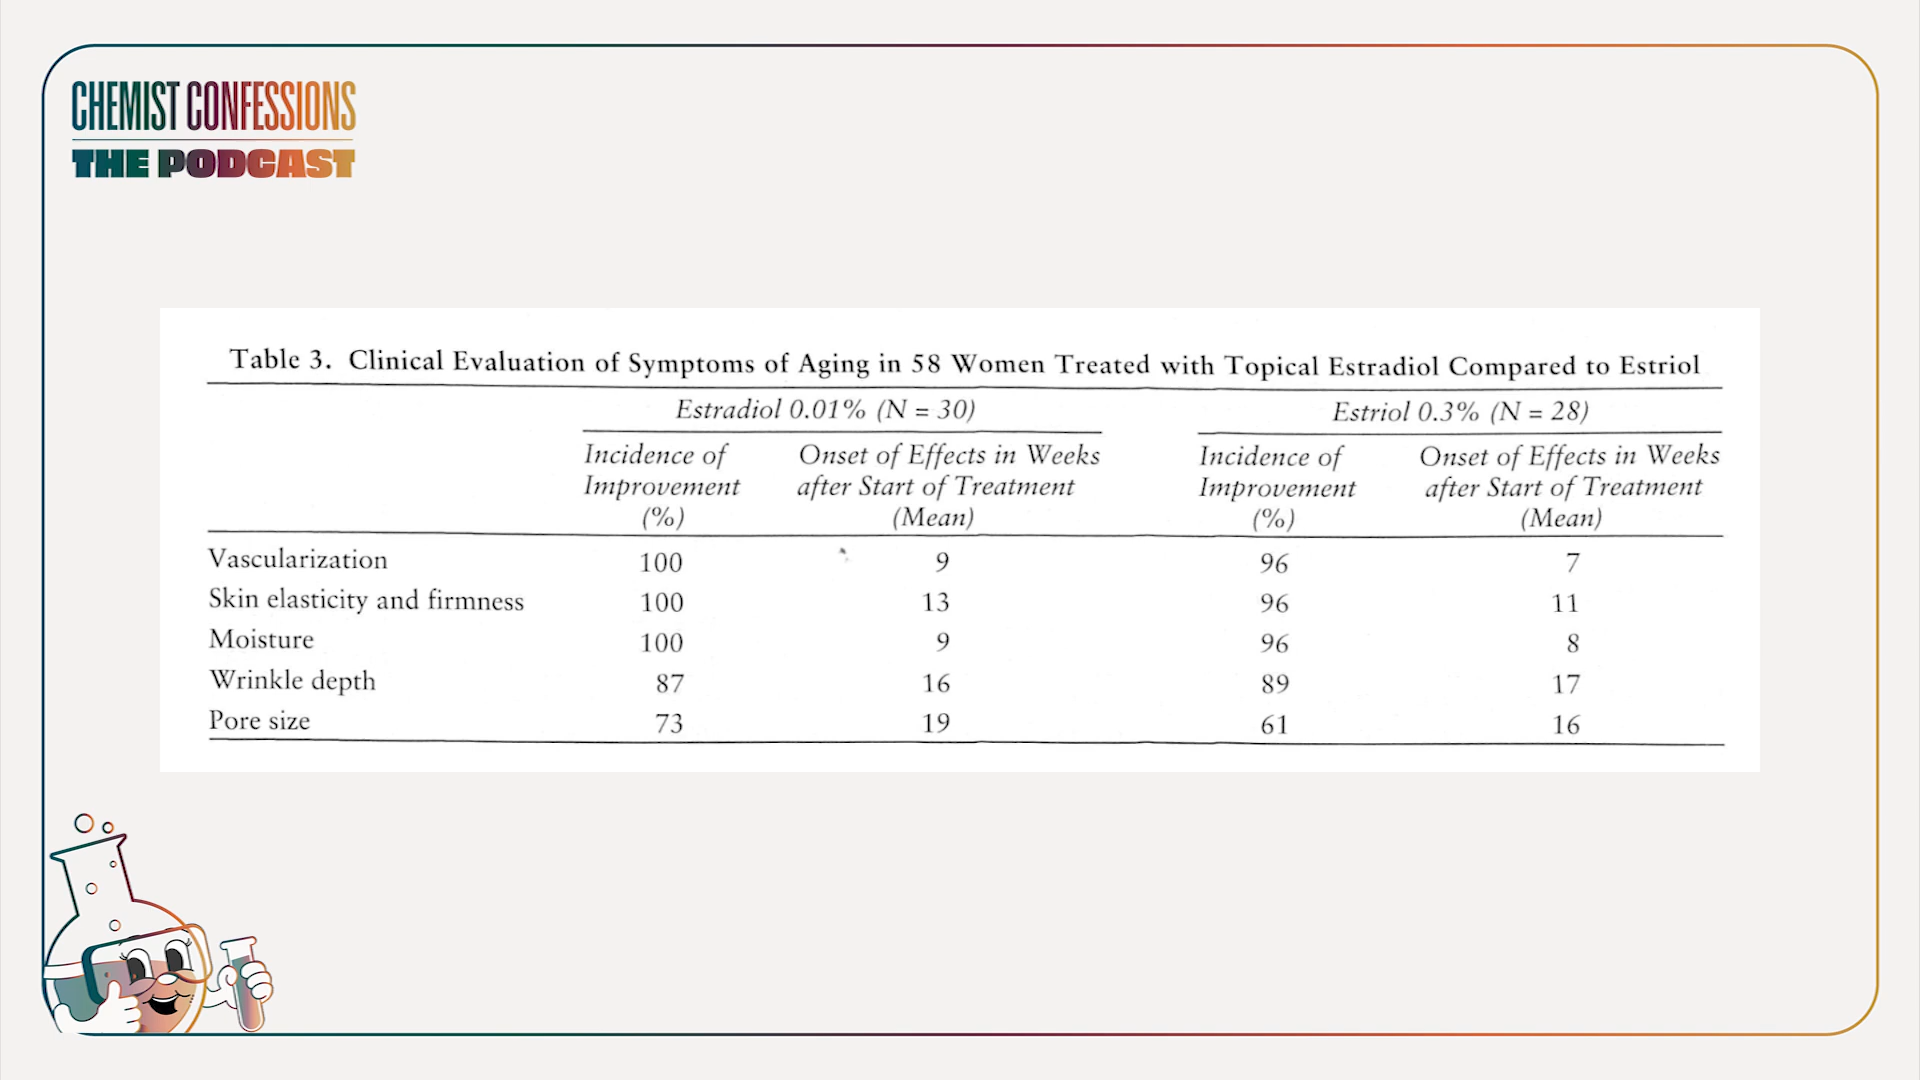 CHEMIST CONFESSIONS
THE PODCAST
Table 3. Clinical Evaluation of Symptoms of Aging in 58 Women Treated with Topical Estradiol Compared to Estriol
Estradiol 0.01% (N = 30) Estriol 0.3% (N = 28)
Incidence of Onset of Effects in Weeks Incidence of Onset of Effects in Weeks
Improvement after Start of Treatment Improvement after Start of Treatment
(%) (Mean) (%) (Mean)
Vascularization 100 9 96 7
Skin elasticity and firmness 100 13 96 11
Moisture 100 9 96 8
Wrinkle depth 87 16 89 17
Pore size 73 19 61 16